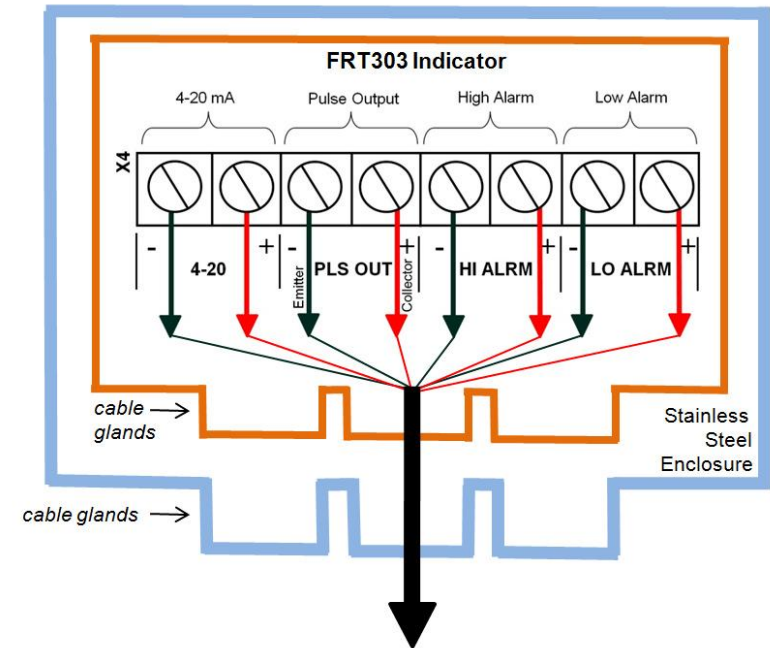 FRT303 Indicator
4-20 mA
Pulse Output
High Alarm
Low Alarm
X4
- 4-20 +
- PLS OUT +
Emitter
Collector
- HI ALRM +
- LO ALRM +
cable
glands
Stainless
Steel
Enclosure
cable glands